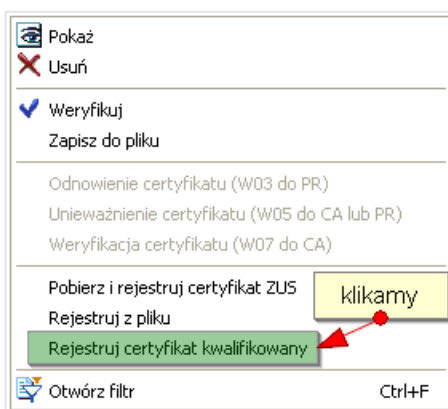 Pokaż
Usuń
Weryfikuj
Zapisz do pliku
Odnowienie certyfikatu (W03 do PR)
Unieważnienie certyfikatu (W05 do CA lub PR)
Weryfikacja certyfikatu (W07 do CA)
Pobierz i rejestruj certyfikat ZUS
klikamy
Rejestruj z pliku
Rejestruj certyfikat kwalifikowany
Otwórz filtr Ctrl+F